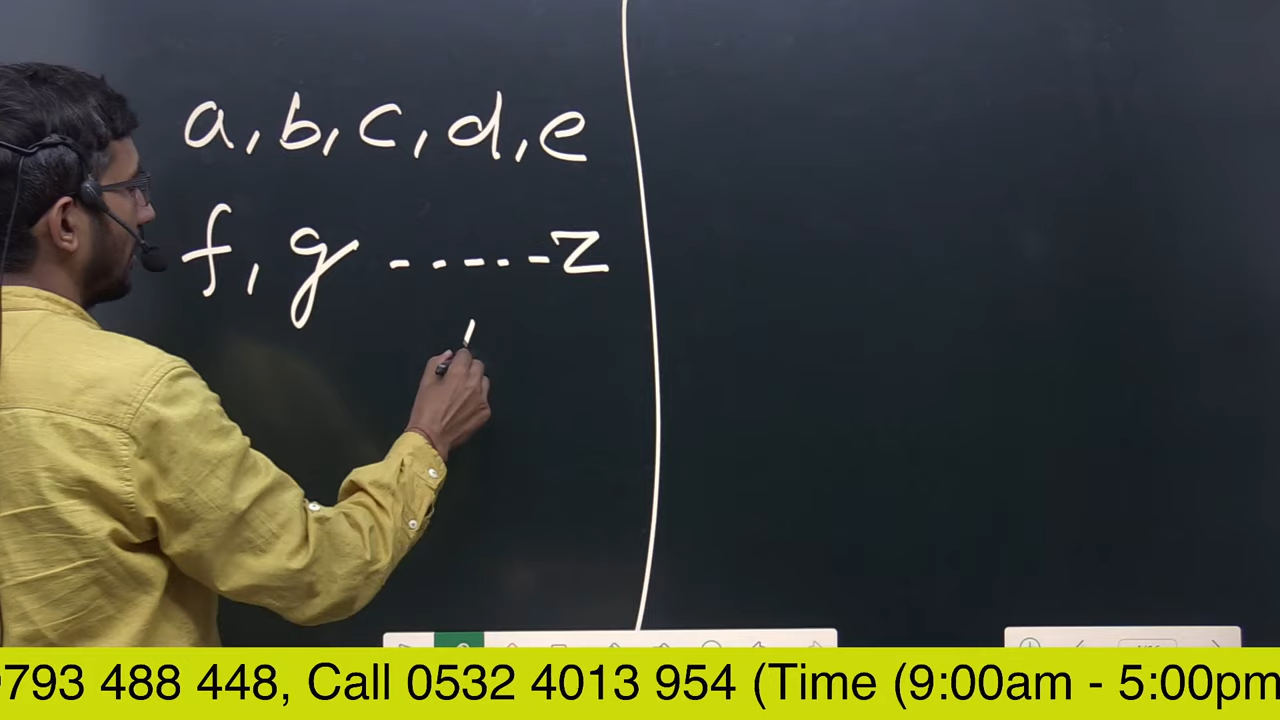 a, b, c, d, e
f, g -----z
793 488 448, Call 0532 4013 954 (Time (9:00am - 5:00pm